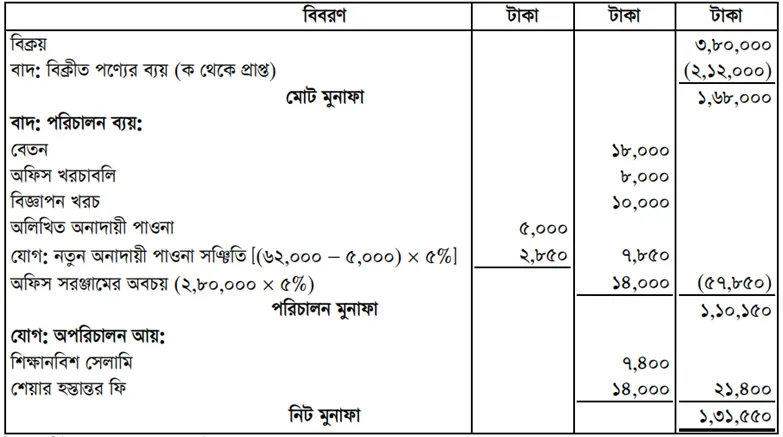 বিবরণ টাকা টাকা টাকা
বিক্রয় ৩,৮০,০০০
বাদ: বিক্রীত পণ্যের ব্যয় (ক থেকে প্রাপ্ত) (২,১২,০০০)
মোট মুনাফা ১,৬৮,০০০
বাদ: পরিচালন ব্যয়:
বেতন ১৮,০০০
অফিস খরচাবলি ৮,০০০
বিজ্ঞাপন খরচ ১০,০০০
অলিখিত অনাদায়ী পাওনা ৫,০০০
যোগ: নতুন অনাদায়ী পাওনা সঞ্চিতি [(৬২,০০০ – ৫,০০০) × ৫%] ২,৮৫০ ৭,৮৫০
অফিস সরঞ্জামের অবচয় (২,৮০,০০০ × ৫%) ১৪,০০০ (৫৭,৮৫০)
পরিচালন মুনাফা ১,১০,১৫০
যোগ: অপরিচালন আয়:
শিক্ষানবিশ সেলামি ৭,৪০০
শেয়ার হস্তান্তর ফি ১৪,০০০ ২১,৪০০
নিট মুনাফা ১,৩১,৫৫০